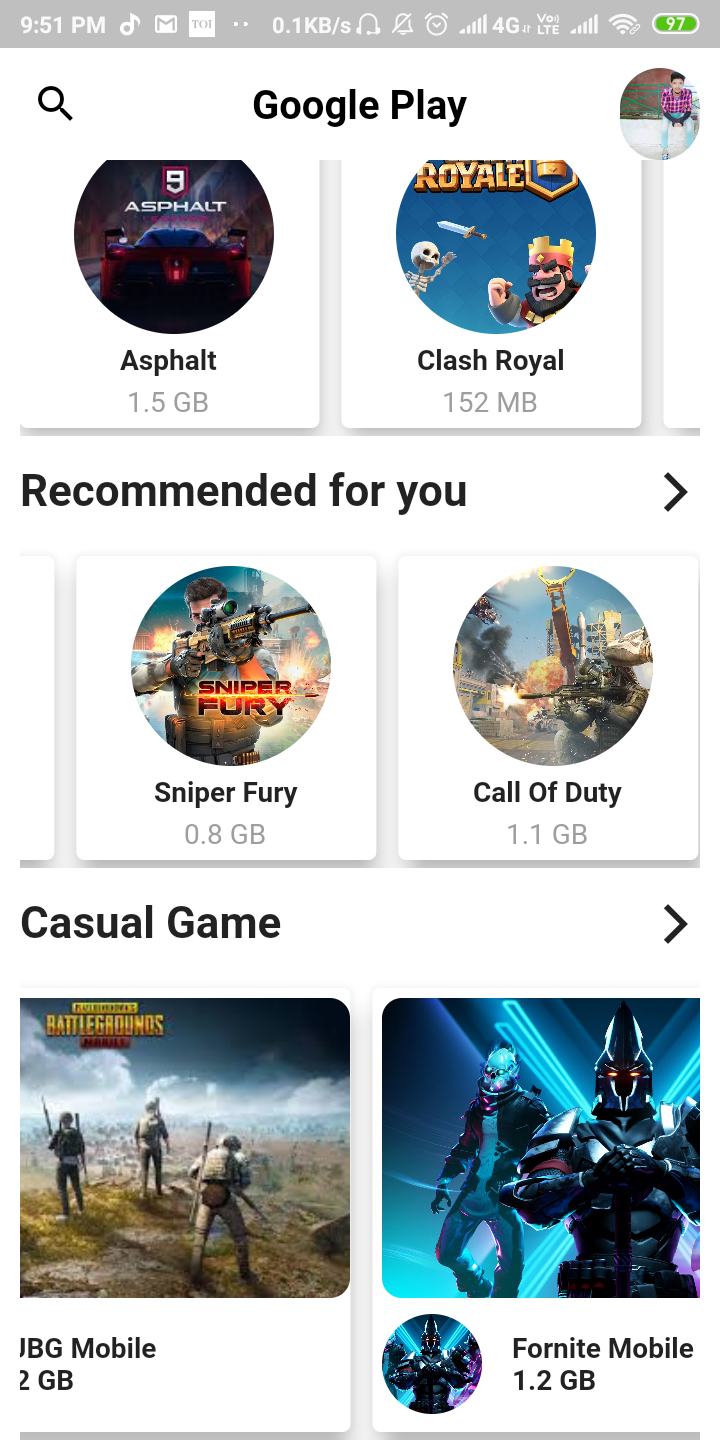 9:51 PM TOI 0.1KB/s 4G Vo) LTE 97
Google Play
9
ASPHALT
ROYALE
Asphalt
Clash Royal
1.5 GB
152 MB
Recommended for you
SNIPER
FURY
Sniper Fury
Call Of Duty
0.8 GB
1.1 GB
Casual Game
BATTLEGROUNDS
MOBILE
UBG Mobile
Fornite Mobile
2 GB
1.2 GB